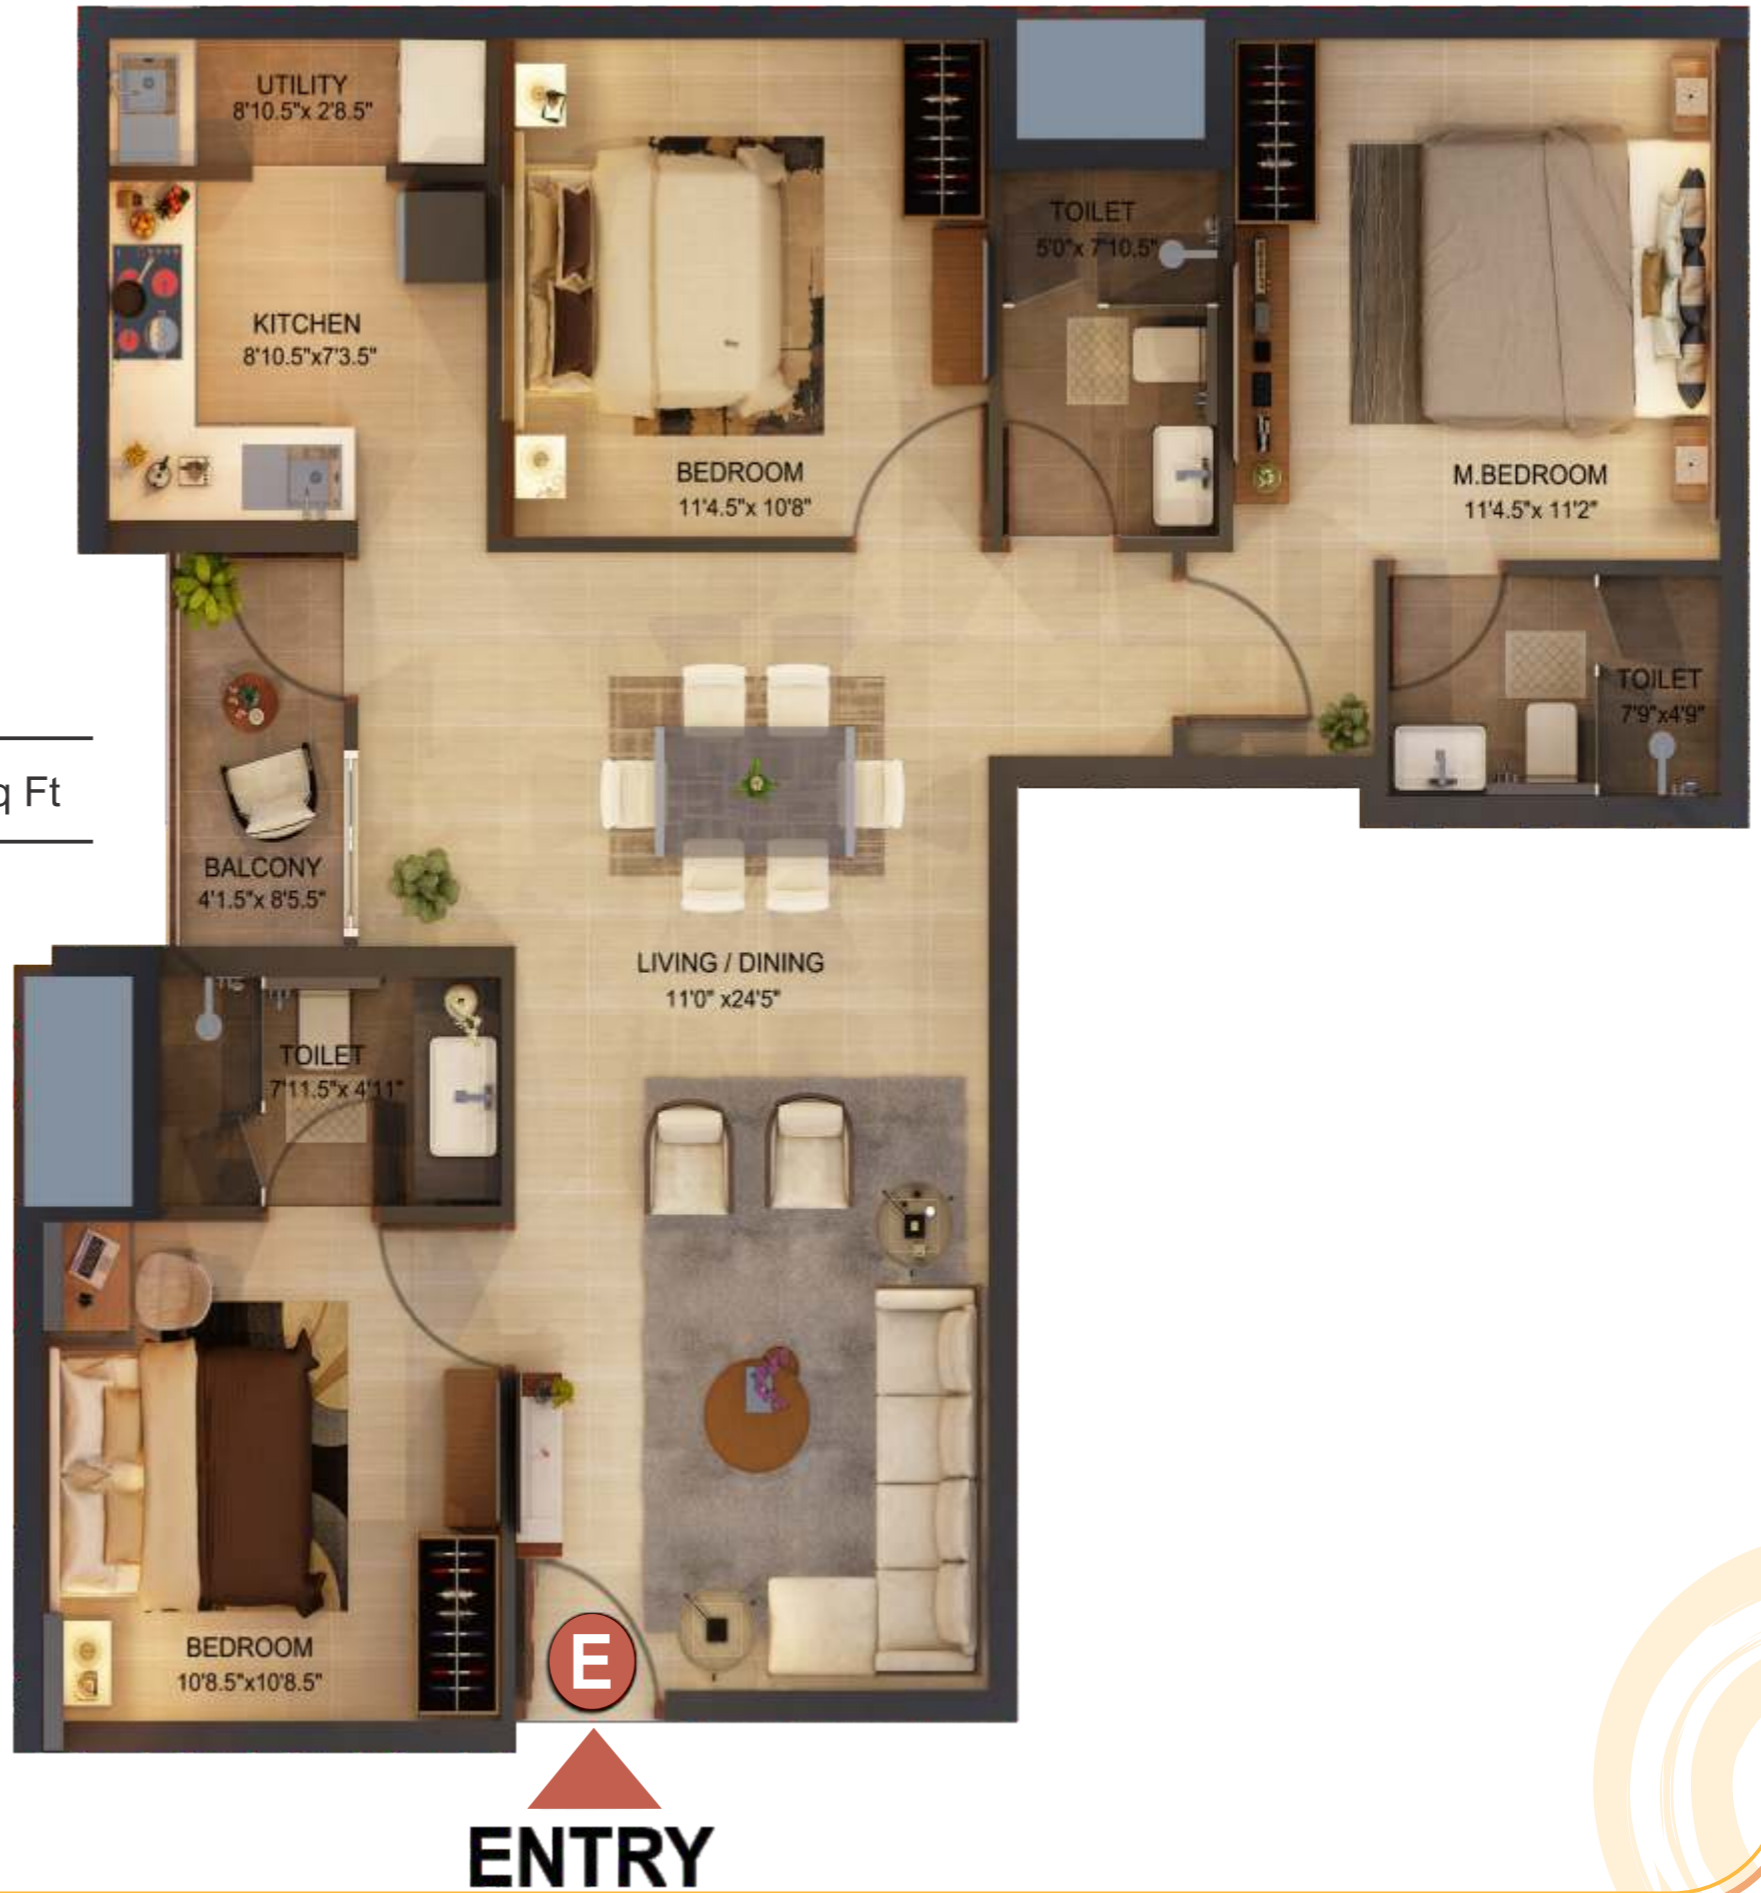 UTILITY
8'10.5"x 2'8.5"
KITCHEN
8'10.5"x7'3.5"
BEDROOM
11'4.5"x 10'8"
TOILET
5'0"x 7'10.5"
M.BEDROOM
11'4.5"x 11'2"
TOILET
7'9"x4'9"
Ft
BALCONY
4'1.5"x 8'5.5"
LIVING / DINING
11'0" x24'5"
TOILET
7'11.5"x 4'11"
BEDROOM
10'8.5"x10'8.5"
E
ENTRY